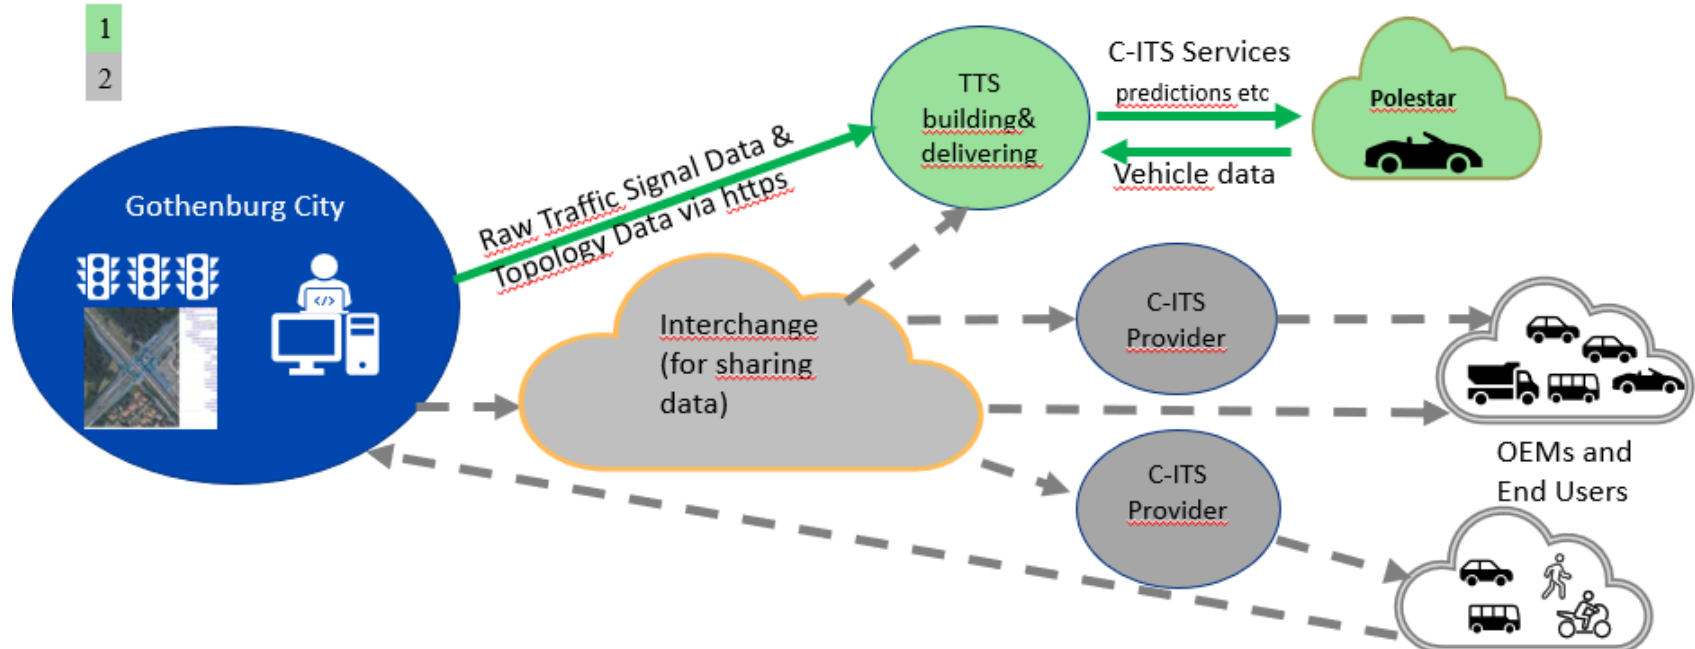 1
2
Gothenburg City
</>
Raw Traffic Signal Data &
Topology Data via https
TTS
building&
delivering
C-ITS Services
predictions etc
Vehicle data
Polestar
Interchange
(for sharing
data)
C-ITS
Provider
C-ITS
Provider
OEMs and
End Users